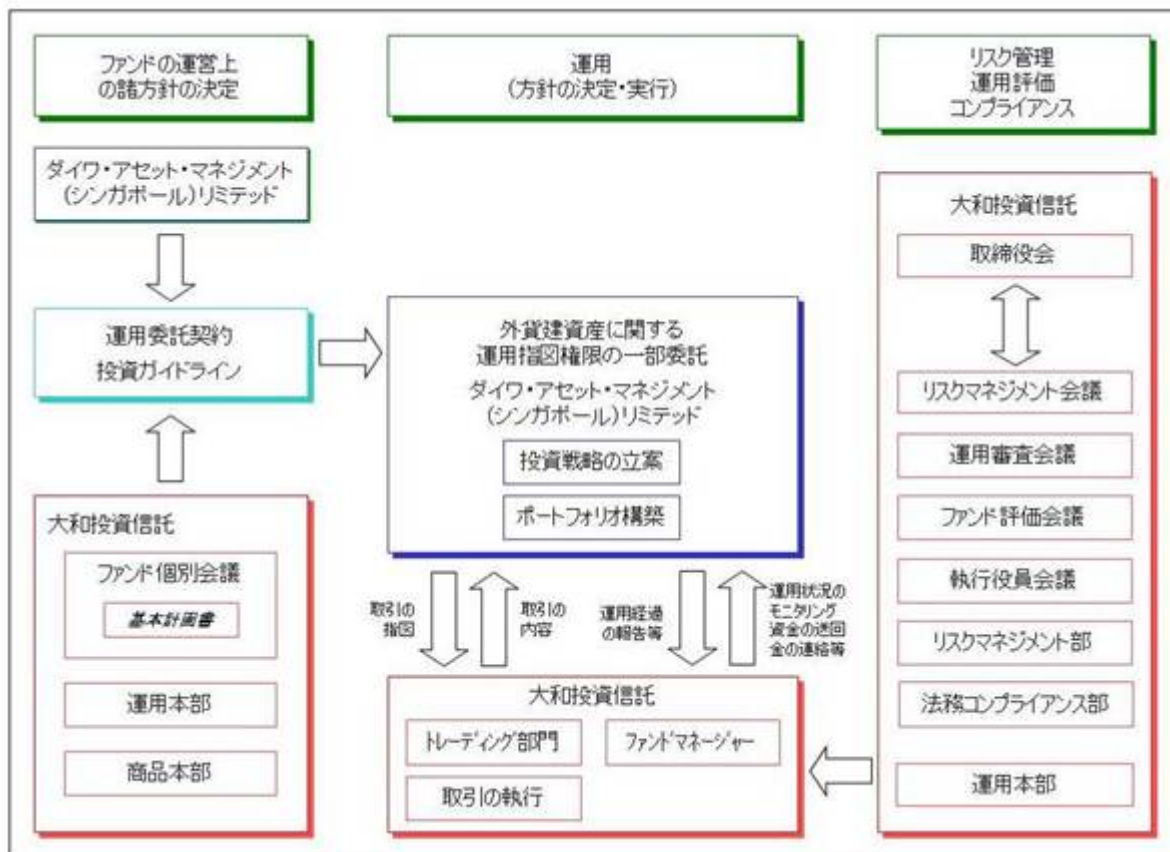 ファンドの運営上
の諸方針の決定
運用
(方針の決定・実行)
リスク管理
運用評価
コンプライアンス
ダイワ・アセット・マネジメント
(シンガポール)リミテッド
運用委託契約
投資ガイドライン
大和投資信託
ファンド個別会議
基本計画書
運用本部
商品本部
外貨建資産に関する
運用指図権限の一部委託
ダイワ・アセット・マネジメント
(シンガポール)リミテッド
投資戦略の立案
ポートフォリオ構築
取引の
指図
取引の
内容
運用経過
の報告等
運用状況の
モニタリング
資金の送回
金の連絡等
大和投資信託
トレーディング部門
ファンドマネージャー
取引の執行
大和投資信託
取締役会
リスクマネジメント会議
運用審査会議
ファンド評価会議
執行役員会議
リスクマネジメント部
法務コンプライアンス部
運用本部